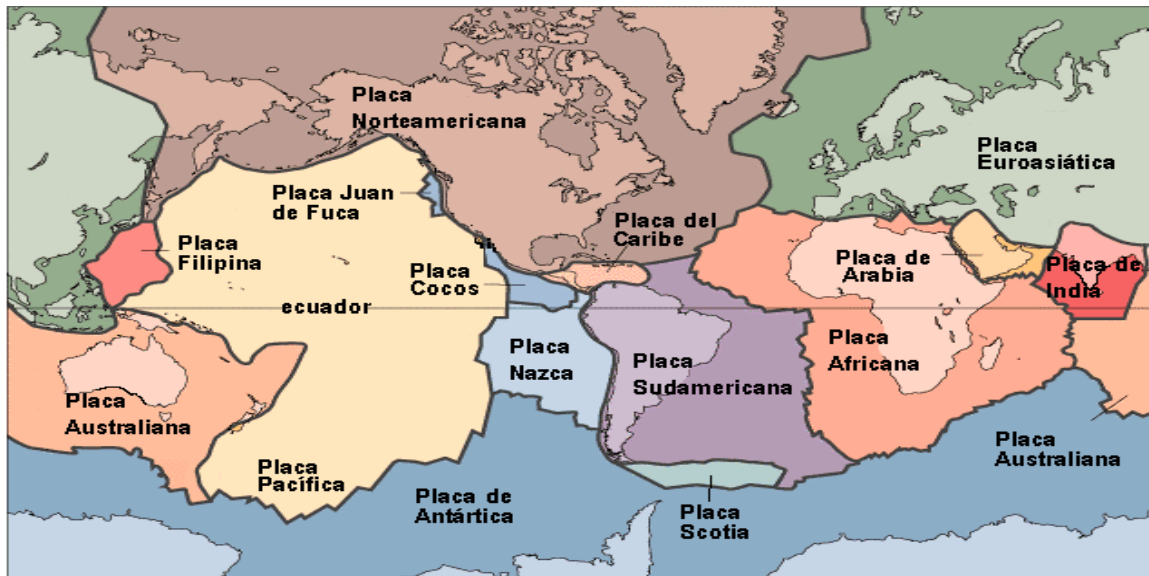 Placa
Norteamericana
Placa
Euroasiática
Placa Juan
de Fuca
Placa del
Caribe
Placa
Filipina
Placa
Cocos
Placa de
Arabia
Placa de
India
ecuador
Placa
Nazca
Placa
Sudamericana
Placa
Africana
Placa
Australiana
Placa
Australiana
Placa
Pacífica
Placa de
Antártica
Placa
Scotia